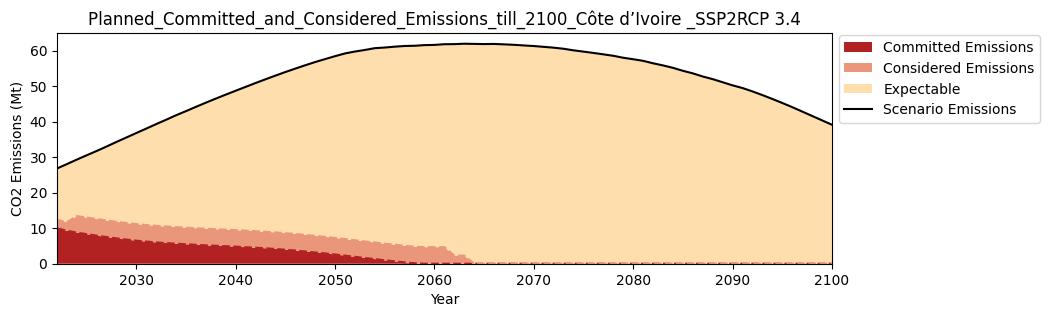 Planned_Committed_and_Considered_Emissions_till_2100_Côte d’Ivoire _SSP2RCP 3.4
CO2 Emissions (Mt)
60
50
40
30
20
10
0
2030 2040 2050 2060 2070 2080 2090 2100
Year
Committed Emissions
Considered Emissions
Expectable
Scenario Emissions